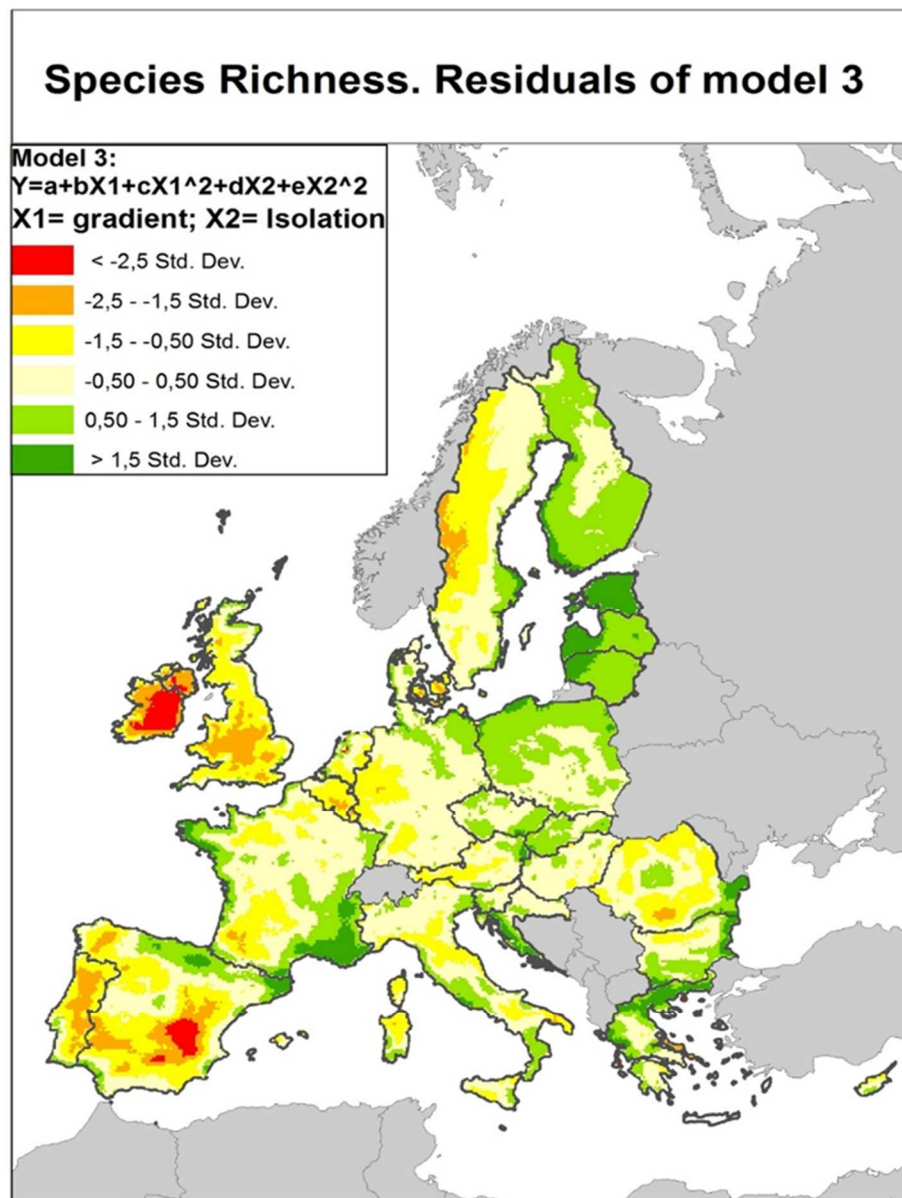 Species Richness. Residuals of model 3
Model 3:
Y=a+bX1+cX1^2+dX2+eX2^2
X1= gradient; X2= Isolation
< -2,5 Std. Dev.
-2,5 - -1,5 Std. Dev.
-1,5 - -0,50 Std. Dev.
-0,50 - 0,50 Std. Dev.
0,50 - 1,5 Std. Dev.
> 1,5 Std. Dev.